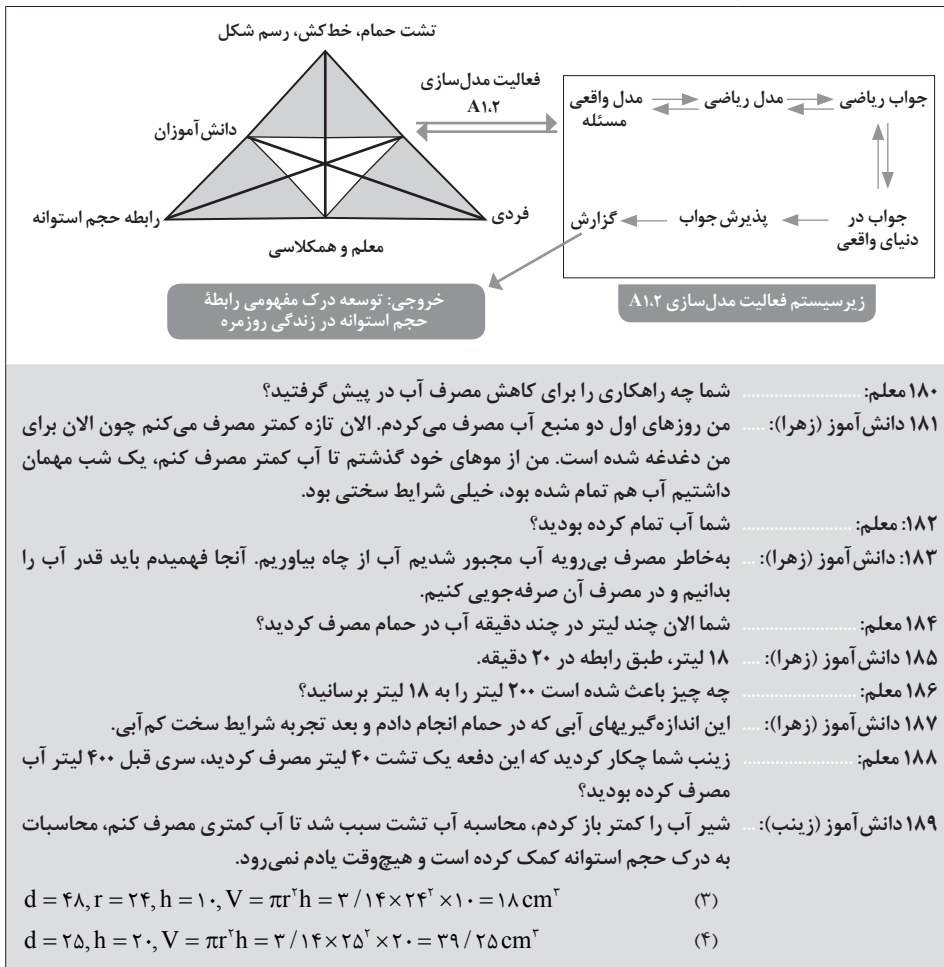 تشت حمام، خط‌کش، رسم شکل
فعالیت مدل‌سازی
A۱.۲
دانش‌آموزان
رابطه حجم استوانه
فردی
معلم و همکلاسی
جواب ریاضی
مدل ریاضی
مدل واقعی
مسئله
جواب در
دنیای واقعی
پذیرش جواب
گزارش
زیرسیستم فعالیت مدل‌سازی A۱.۲
خروجی: توسعه درک مفهومی رابطهٔ
حجم استوانه در زندگی روزمره
۱۸۰ معلم: ........................ شما چه راهکاری را برای کاهش مصرف آب در پیش گرفتید؟
۱۸۱ دانش‌آموز (زهرا): ..... من روزهای اول دو منبع آب مصرف می‌کردم. الان تازه کمتر مصرف می‌کنم چون الان برای
من دغدغه شده است. من از موهای خود گذشتم تا آب کمتر مصرف کنم، یک شب مهمان
داشتیم آب هم تمام شده بود، خیلی شرایط سختی بود.
۱۸۲: معلم: ........................ شما آب تمام کرده بودید؟
۱۸۳: دانش‌آموز (زهرا): ... به‌خاطر مصرف بی‌رویه آب مجبور شدیم آب از چاه بیاوریم. آنجا فهمیدم باید قدر آب را
بدانیم و در مصرف آن صرفه‌جویی کنیم.
۱۸۴ معلم: ........................ شما الان چند لیتر در چند دقیقه آب در حمام مصرف کردید؟
۱۸۵ دانش‌آموز (زهرا): .... ۱۸ لیتر، طبق رابطه در ۲۰ دقیقه.
۱۸۶ معلم: ........................ چه چیز باعث شده است ۲۰۰ لیتر را به ۱۸ لیتر برسانید؟
۱۸۷ دانش‌آموز (زهرا): .... این اندازه‌گیریهای آبی که در حمام انجام دادم و بعد تجربه شرایط سخت کم‌آبی.
۱۸۸ معلم: ........................ زینب شما چکار کردید که این دفعه یک تشت ۴۰ لیتر مصرف کردید، سری قبل ۴۰۰ لیتر آب
مصرف کرده بودید؟
۱۸۹ دانش‌آموز (زینب): ... شیر آب را کمتر باز کردم، محاسبه آب تشت سبب شد تا آب کمتری مصرف کنم، محاسبات
به درک حجم استوانه کمک کرده است و هیچ‌وقت یادم نمی‌رود.
d = ۴۸, r = ۲۴, h = ۱۰, V = πr²h = ۳/۱۴×۲۴²×۱۰ = ۱۸ cm³ (۳)
d = ۲۵, h = ۲۰, V = πr²h = ۳/۱۴×۲۵²×۲۰ = ۳۹/۲۵ cm³ (۴)